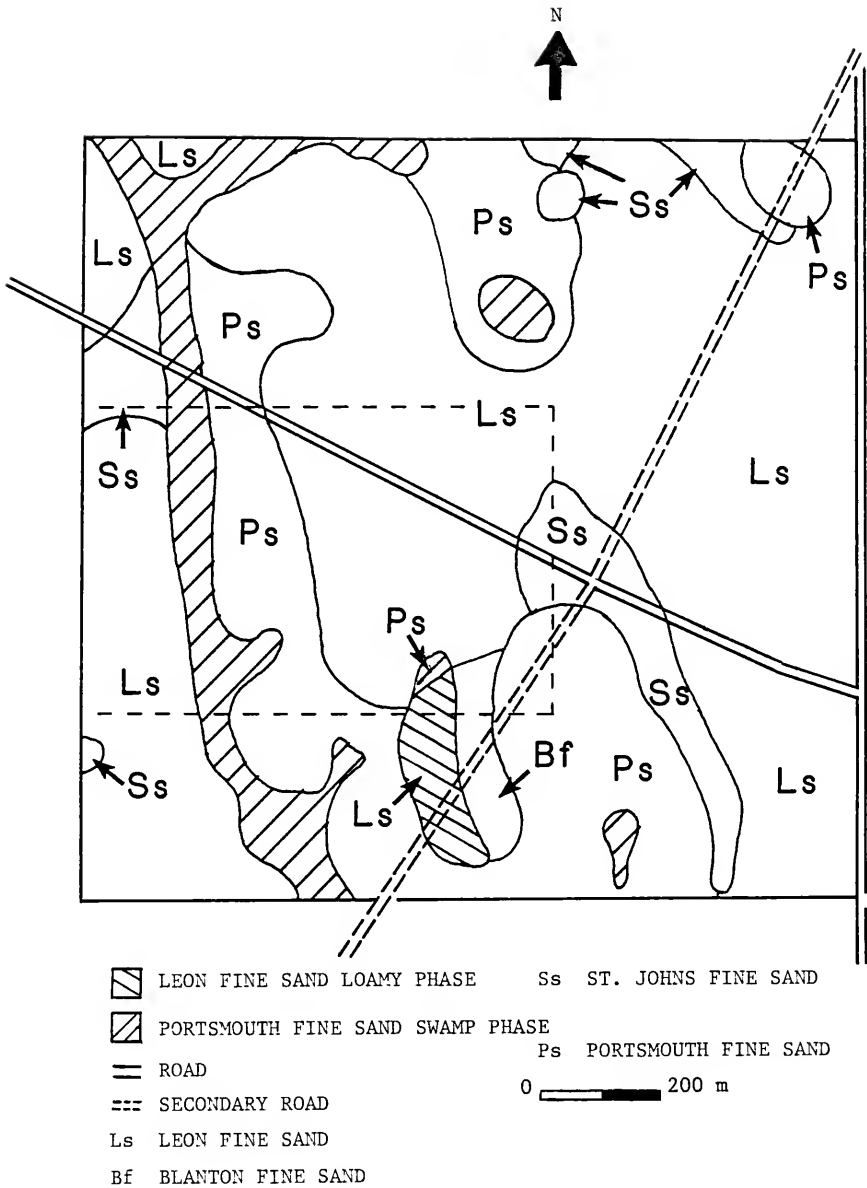 N
Ls
Ss
Ps
Ls
Ps
Ps
Ls
Ls
Ss
Ss
Ps
Ps
Ls
Ss
Bf
Ps
Ss
Ls
Ls
LEON FINE SAND LOAMY PHASE
PORTSMOUTH FINE SAND SWAMP PHASE
ROAD
SECONDARY ROAD
Ls LEON FINE SAND
Bf BLANTON FINE SAND
Ss ST. JOHNS FINE SAND
Ps PORTSMOUTH FINE SAND
0 200 m